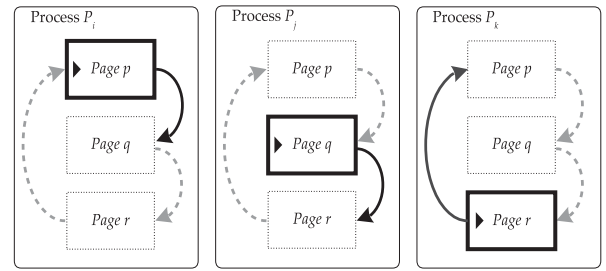 Process P_i
Page p
Page q
Page r
Process P_j
Page p
Page q
Page r
Process P_k
Page p
Page q
Page r